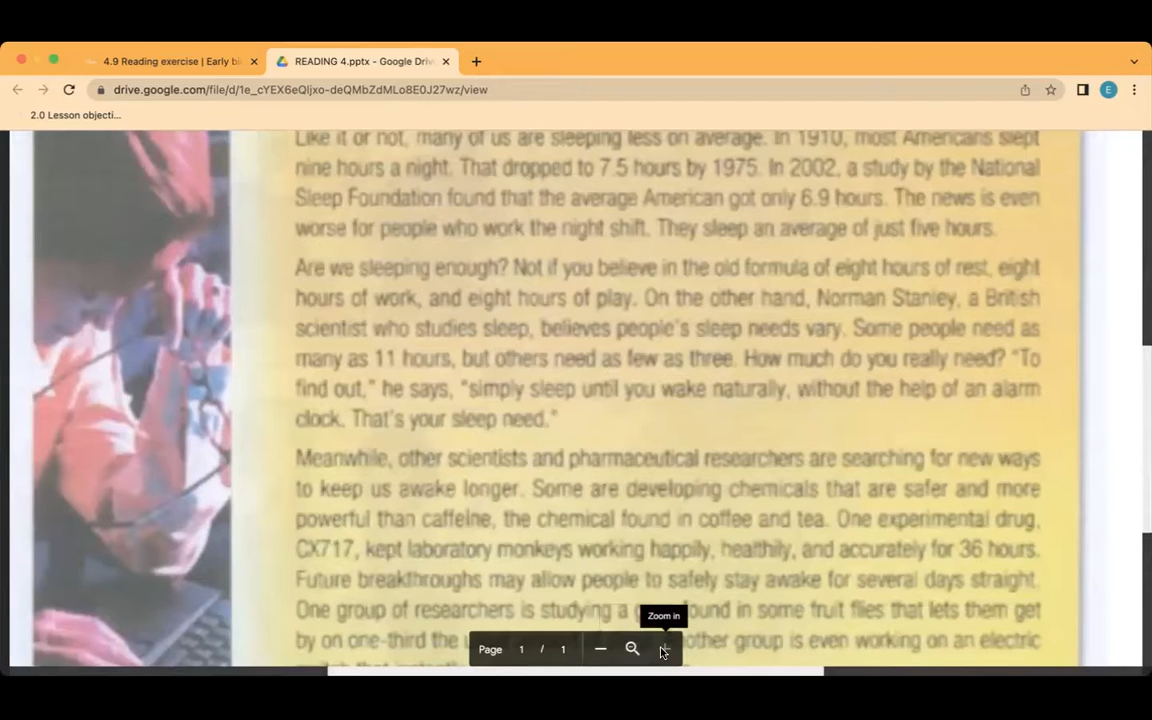 4.9 Reading exercise | Early bi
READING 4.pptx - Google Driv
drive.google.com/file/d/1e_cYEX6eQljxo-deQMbZdMLo8E0J27wz/view
E
2.0 Lesson objecti...
Like it or not, many of us are sleeping less on average. In 1910, most Americans slept
nine hours a night. That dropped to 7.5 hours by 1975. In 2002, a study by the National
Sleep Foundation found that the average American got only 6.9 hours. The news is even
worse for people who work the night shift. They sleep an average of just five hours.
Are we sleeping enough? Not if you believe in the old formula of eight hours of rest, eight
hours of work, and eight hours of play. On the other hand, Norman Stanley, a British
scientist who studies sleep, believes people's sleep needs vary. Some people need as
many as 11 hours, but others need as few as three. How much do you really need? "To
find out," he says, "simply sleep until you wake naturally, without the help of an alarm
clock. That's your sleep need."
Meanwhile, other scientists and pharmaceutical researchers are searching for new ways
to keep us awake longer. Some are developing chemicals that are safer and more
powerful than caffeine, the chemical found in coffee and tea. One experimental drug,
CX717, kept laboratory monkeys working happily, healthily, and accurately for 36 hours.
Future breakthroughs may allow people to safely stay awake for several days straight.
One group of researchers is studying a found in some fruit flies that lets them get
Zoom in
by on one-third the other group is even working on an electric
Page 1 / 1